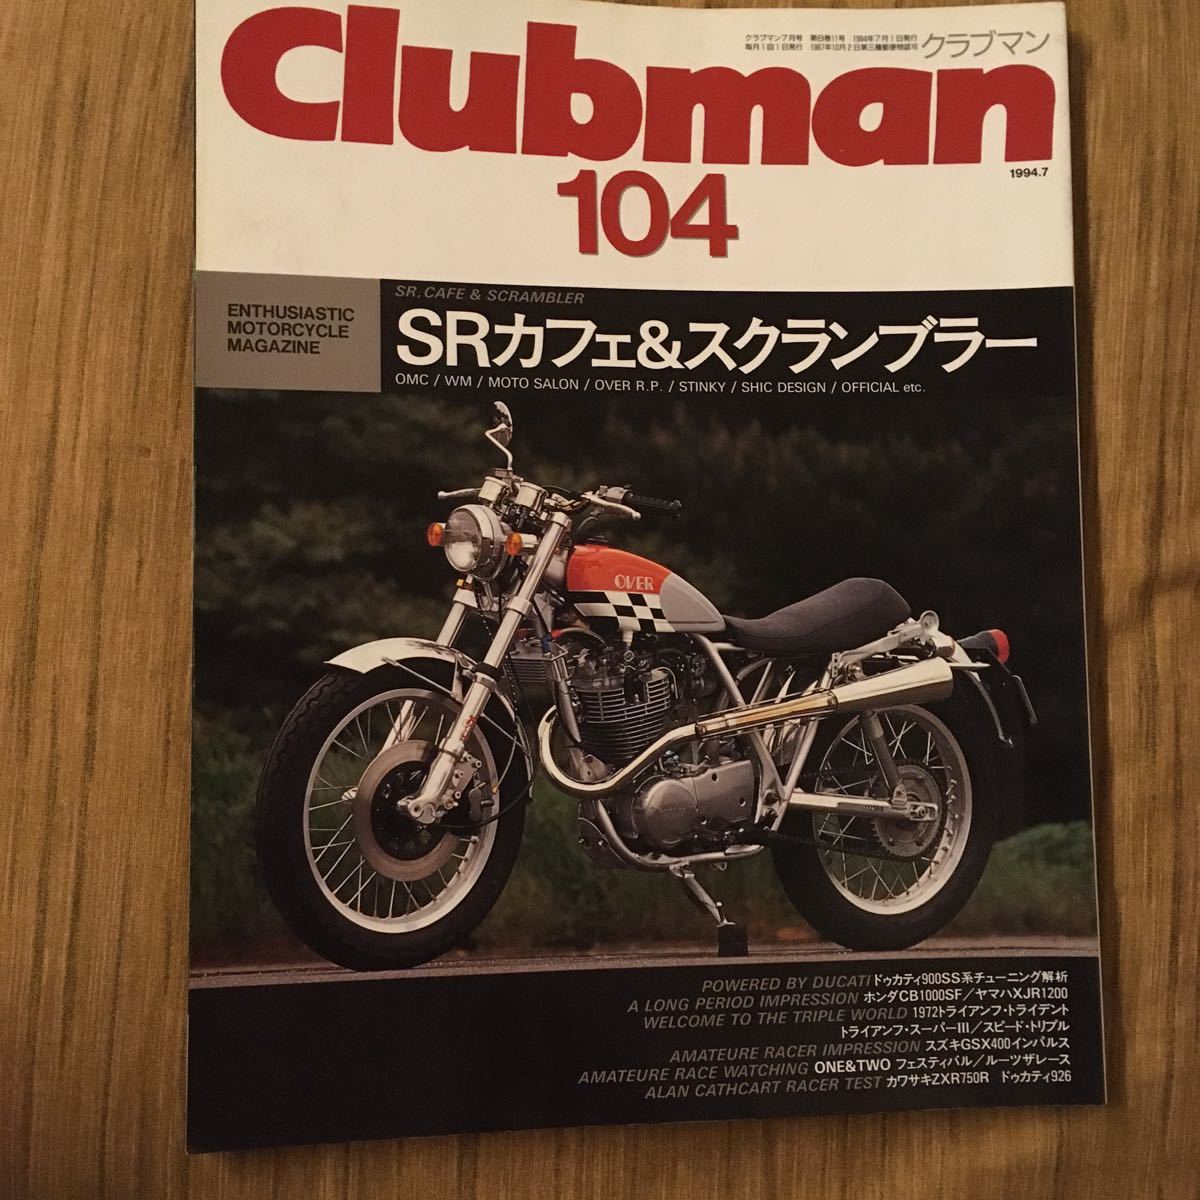 クラブマン7月号 第8巻11号 1994年7月1日発行
毎月1回1日発行 1987年10月2日第三種郵便物認可
クラブマン
Clubman
1994.7
104
ENTHUSIASTIC
MOTORCYCLE
MAGAZINE
SR, CAFE & SCRAMBLER
SRカフェ&スクランブラー
OMC / WM / MOTO SALON / OVER R.P. / STINKY / SHIC DESIGN / OFFICIAL etc.
OVER
POWERED BY DUCATI ドゥカティ900SS系チューニング解析
A LONG PERIOD IMPRESSION ホンダCB1000SF/ヤマハXJR1200
WELCOME TO THE TRIPLE WORLD 1972トライアンフ・トライデント
トライアンフ・スーパーIII/スピード・トリプル
AMATEURE RACER IMPRESSION スズキGSX400インパルス
AMATEURE RACE WATCHING ONE&TWO フェスティバル/ルーツザレース
ALAN CATHCART RACER TEST カワサキZXR750R ドゥカティ926